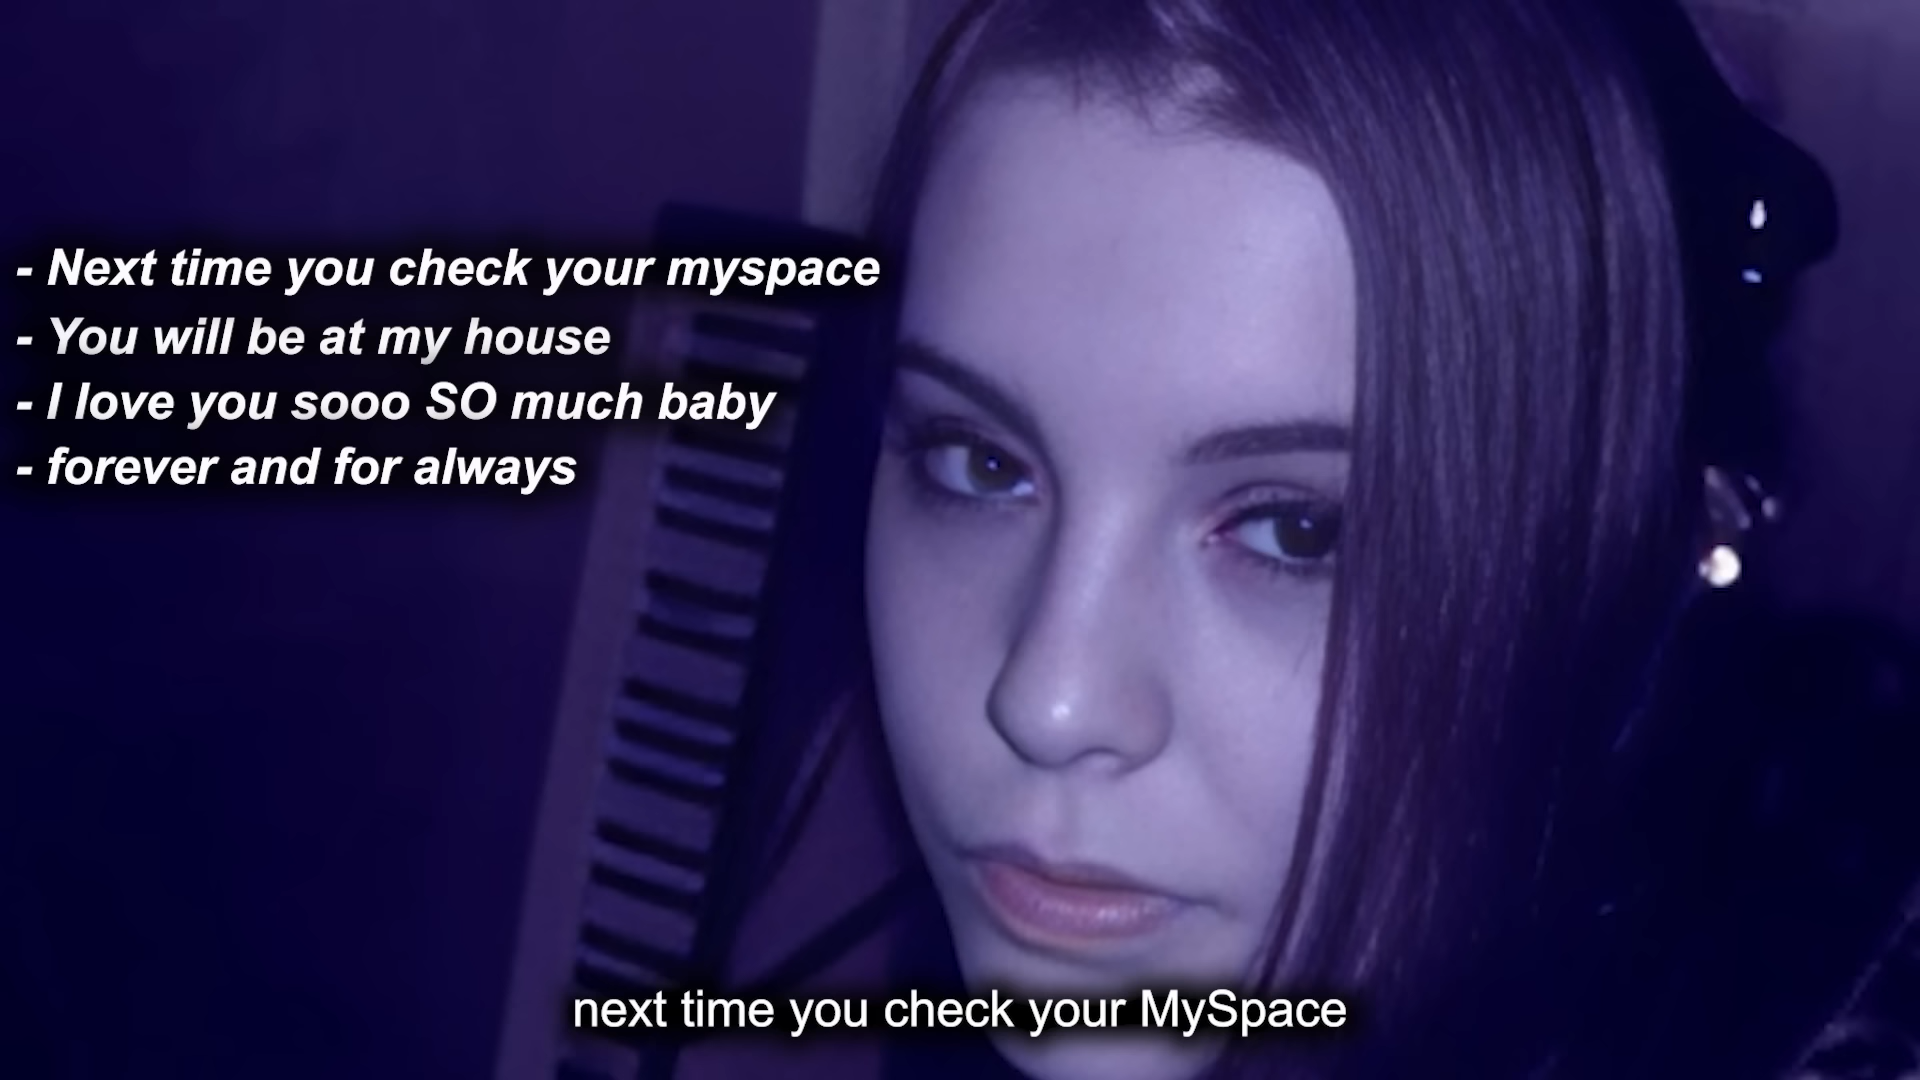 - Next time you check your myspace
- You will be at my house
- I love you sooo SO much baby
- forever and for always
next time you check your MySpace